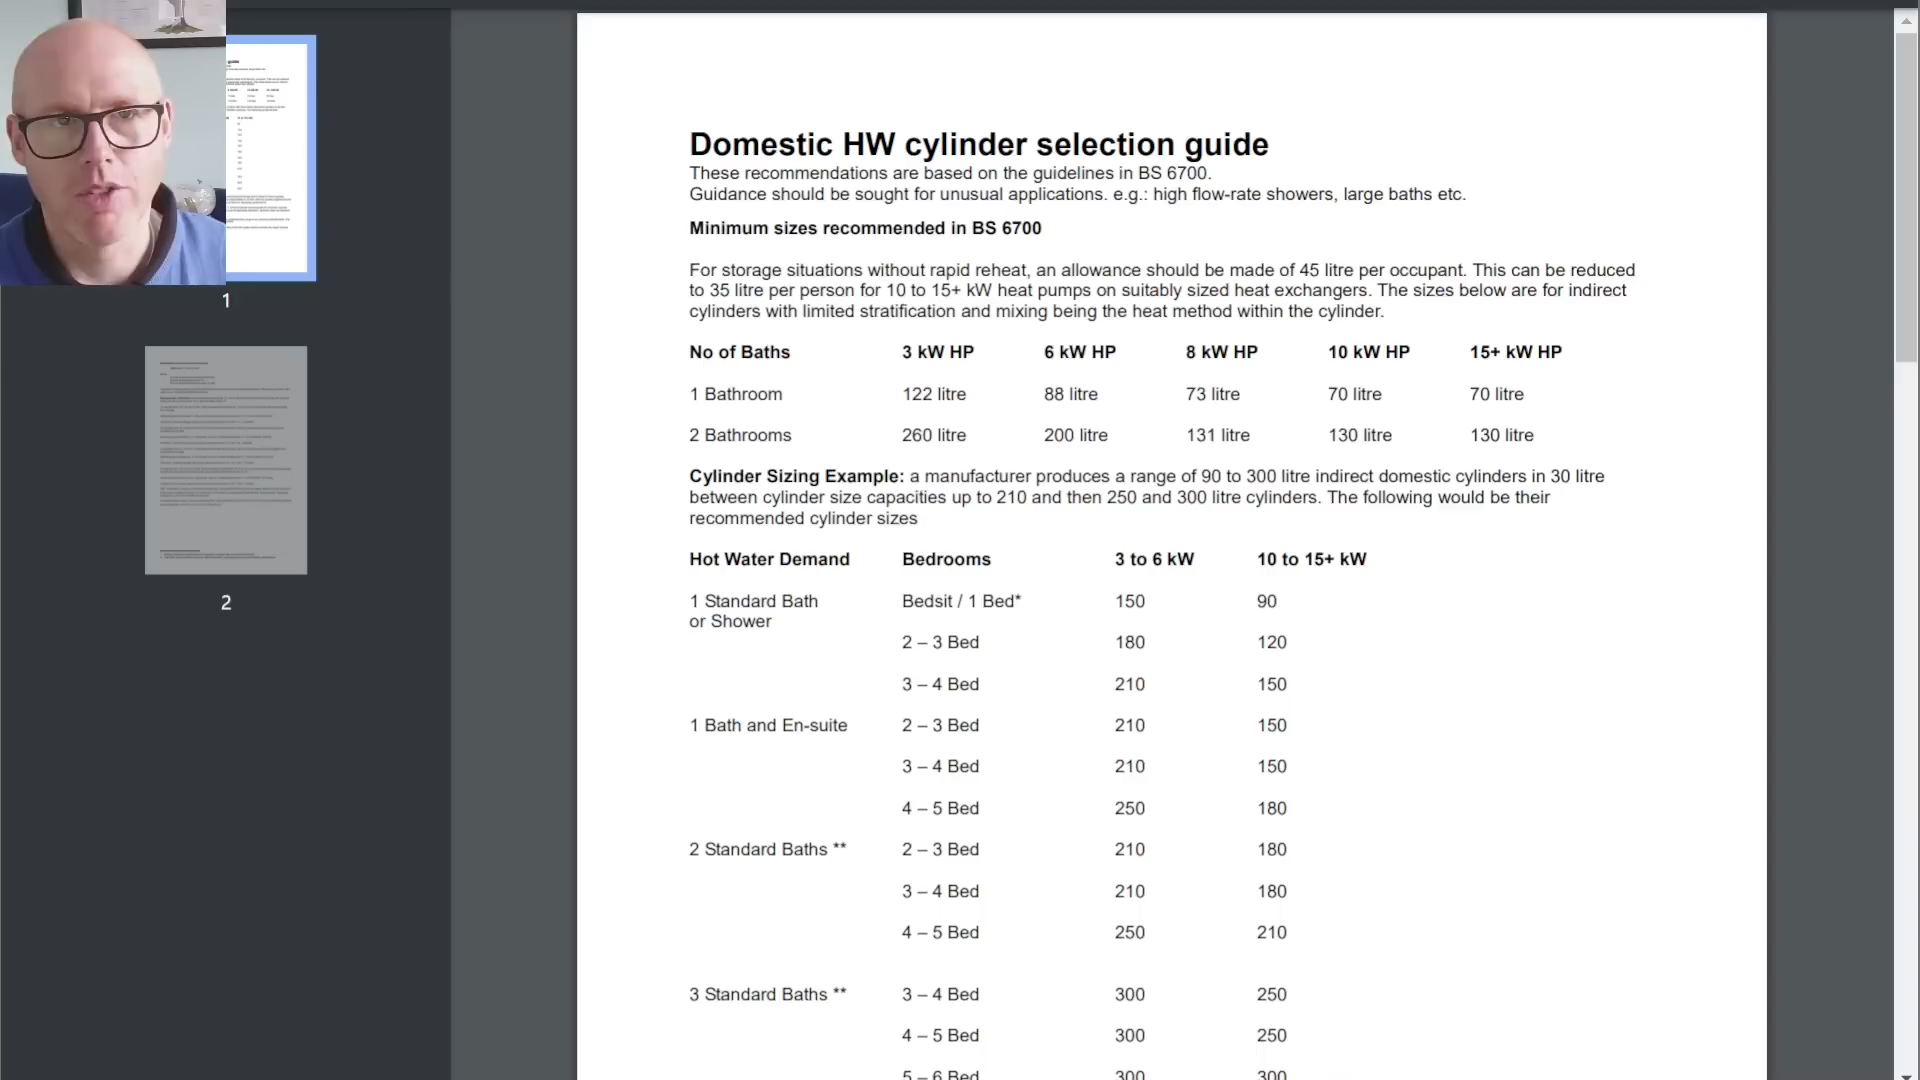 Domestic HW cylinder selection guide
These recommendations are based on the guidelines in BS 6700.
Guidance should be sought for unusual applications. e.g.: high flow-rate showers, large baths etc.
Minimum sizes recommended in BS 6700
For storage situations without rapid reheat, an allowance should be made of 45 litre per occupant. This can be reduced
to 35 litre per person for 10 to 15+ kW heat pumps on suitably sized heat exchangers. The sizes below are for indirect
cylinders with limited stratification and mixing being the heat method within the cylinder.
No of Baths 3 kW HP 6 kW HP 8 kW HP 10 kW HP 15+ kW HP
1 Bathroom 122 litre 88 litre 73 litre 70 litre 70 litre
2 Bathrooms 260 litre 200 litre 131 litre 130 litre 130 litre
Cylinder Sizing Example: a manufacturer produces a range of 90 to 300 litre indirect domestic cylinders in 30 litre
between cylinder size capacities up to 210 and then 250 and 300 litre cylinders. The following would be their
recommended cylinder sizes
Hot Water Demand Bedrooms 3 to 6 kW 10 to 15+ kW
1 Standard Bath Bedsit / 1 Bed* 150 90
or Shower
2 – 3 Bed 180 120
3 – 4 Bed 210 150
1 Bath and En-suite 2 – 3 Bed 210 150
3 – 4 Bed 210 150
4 – 5 Bed 250 180
2 Standard Baths ** 2 – 3 Bed 210 180
3 – 4 Bed 210 180
4 – 5 Bed 250 210
3 Standard Baths ** 3 – 4 Bed 300 250
4 – 5 Bed 300 250
5 – 6 Bed 300 300
1
2